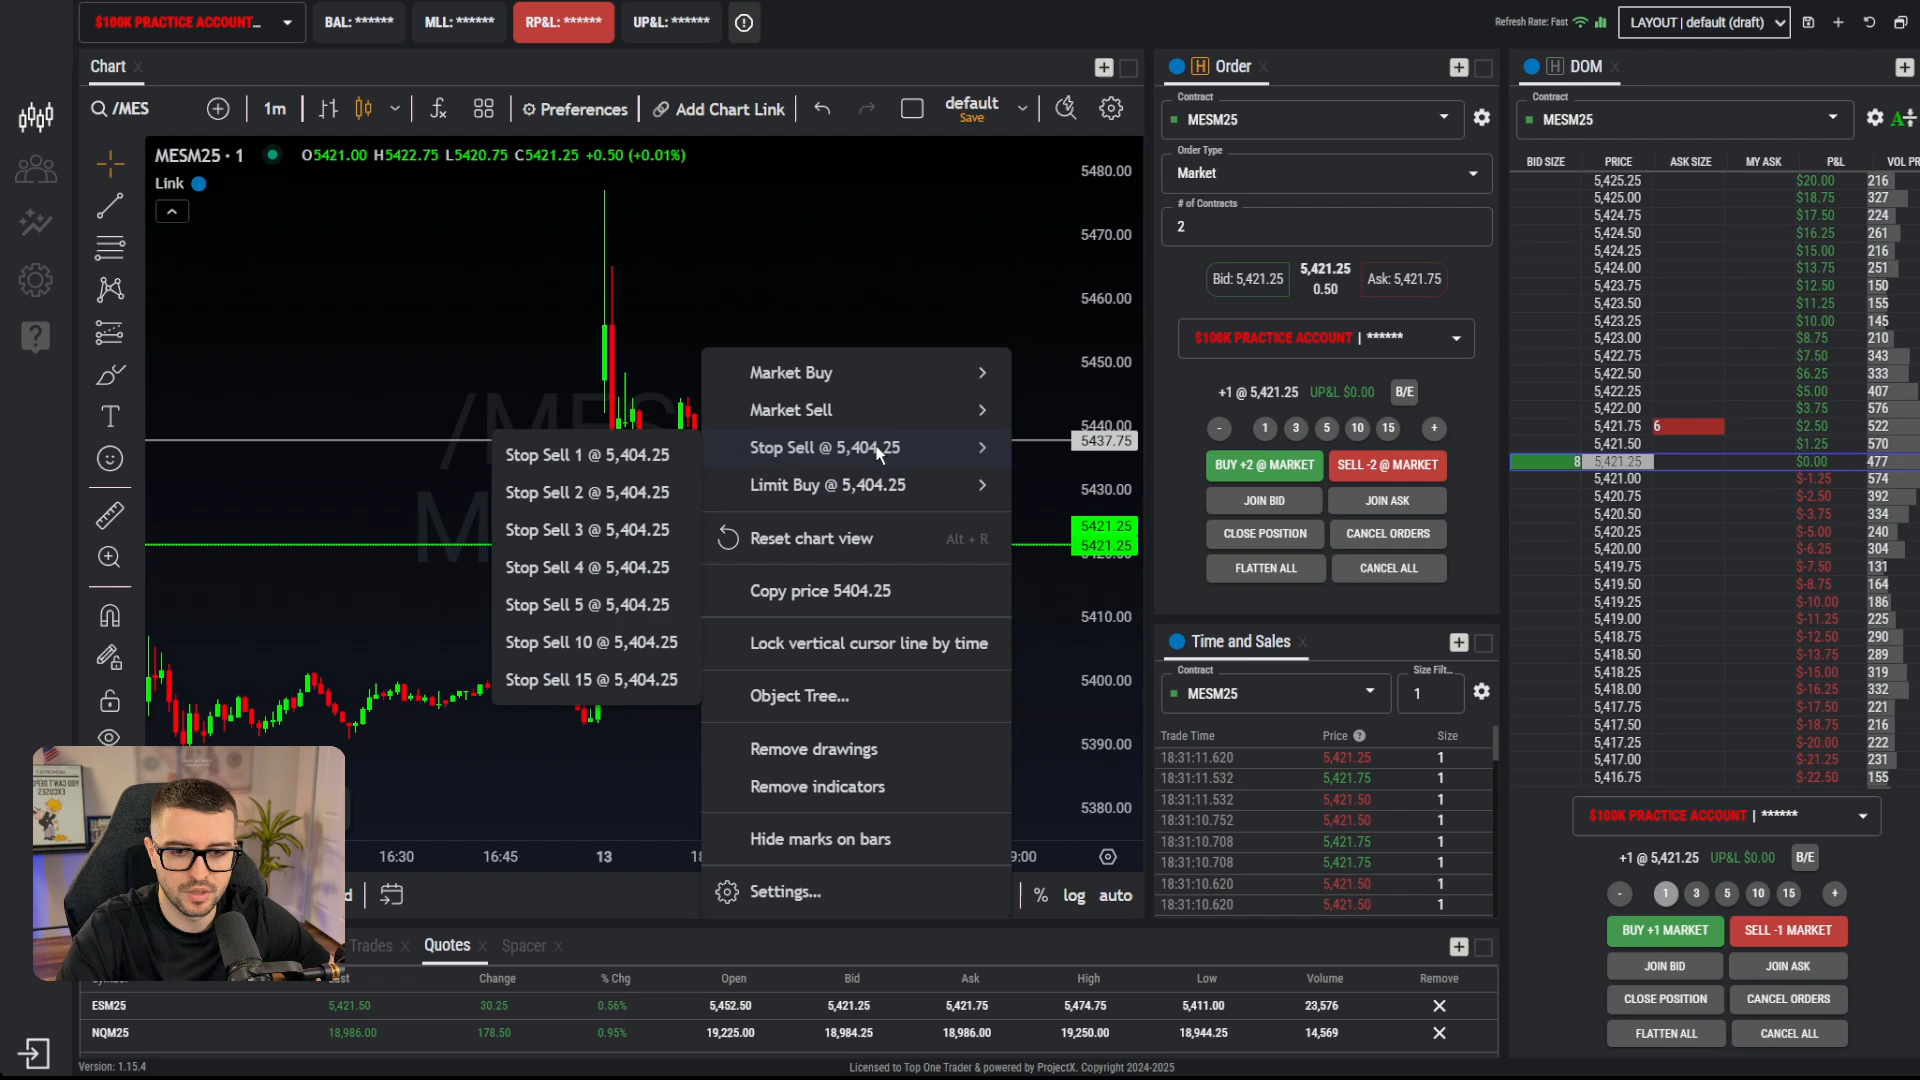 $100K PRACTICE ACCOUNT...
BAL: ******
MLL: ******
RP&L: ******
UP&L: ******
Refresh Rate: Fast
LAYOUT | default (draft)
Chart
/MES
1m
Preferences
Add Chart Link
default
Save
MESM25 · 1
O5421.00 H5422.75 L5420.75 C5421.25 +0.50 (+0.01%)
Link
/MES
5480.00
5470.00
5460.00
5450.00
5440.00
5437.75
5430.00
5421.25
5421.25
5410.00
5400.00
5390.00
5380.00
Market Buy
Market Sell
Stop Sell @ 5,404.25
Limit Buy @ 5,404.25
Reset chart view Alt + R
Copy price 5404.25
Lock vertical cursor line by time
Object Tree...
Remove drawings
Remove indicators
Hide marks on bars
Settings...
Stop Sell 1 @ 5,404.25
Stop Sell 2 @ 5,404.25
Stop Sell 3 @ 5,404.25
Stop Sell 4 @ 5,404.25
Stop Sell 5 @ 5,404.25
Stop Sell 10 @ 5,404.25
Stop Sell 15 @ 5,404.25
16:30 16:45 13
% log auto
Order
Contract
MESM25
Order Type
Market
# of Contracts
2
Bid: 5,421.25
5,421.25
0.50
Ask: 5,421.75
$100K PRACTICE ACCOUNT | ******
+1 @ 5,421.25 UP&L $0.00 B/E
- 1 3 5 10 15 +
BUY +2 @ MARKET SELL -2 @ MARKET
JOIN BID JOIN ASK
CLOSE POSITION CANCEL ORDERS
FLATTEN ALL CANCEL ALL
Time and Sales
Contract
MESM25
Size Filt...
1
Trade Time Price Size
18:31:11.620 5,421.25 1
18:31:11.532 5,421.75 1
18:31:11.532 5,421.50 1
18:31:10.752 5,421.50 1
18:31:10.708 5,421.75 1
18:31:10.708 5,421.75 1
18:31:10.620 5,421.50 1
18:31:10.620 5,421.50 1
DOM
Contract
MESM25
BID SIZE PRICE ASK SIZE MY ASK P&L VOL PR
5,425.25 $20.00 216
5,425.00 $18.75 327
5,424.75 $17.50 224
5,424.50 $16.25 261
5,424.25 $15.00 216
5,424.00 $13.75 251
5,423.75 $12.50 150
5,423.50 $11.25 155
5,423.25 $10.00 145
5,423.00 $8.75 210
5,422.75 $7.50 343
5,422.50 $6.25 333
5,422.25 $5.00 407
5,422.00 $3.75 576
5,421.75 6 $2.50 522
5,421.50 $1.25 570
8 5,421.25 $0.00 477
5,421.00 $-1.25 574
5,420.75 $-2.50 392
5,420.50 $-3.75 334
5,420.25 $-5.00 240
5,420.00 $-6.25 304
5,419.75 $-7.50 131
5,419.50 $-8.75 164
5,419.25 $-10.00 186
5,419.00 $-11.25 225
5,418.75 $-12.50 290
5,418.50 $-13.75 289
5,418.25 $-15.00 319
5,418.00 $-16.25 332
5,417.75 $-17.50 221
5,417.50 $-18.75 216
5,417.25 $-20.00 222
5,417.00 $-21.25 231
5,416.75 $-22.50 155
$100K PRACTICE ACCOUNT | ******
+1 @ 5,421.25 UP&L $0.00 B/E
- 1 3 5 10 15 +
BUY +1 MARKET SELL -1 MARKET
JOIN BID JOIN ASK
CLOSE POSITION CANCEL ORDERS
FLATTEN ALL CANCEL ALL
Trades
Quotes
Spacer
Change % Chg Open Bid Ask High Low Volume Remove
ESM25 5,421.50 30.25 0.56% 5,452.50 5,421.25 5,421.75 5,474.75 5,411.00 23,576
NQM25 18,986.00 178.50 0.95% 19,225.00 18,984.25 18,986.00 19,250.00 18,944.25 14,569
Version: 1.15.4
Licensed to Top One Trader & powered by ProjectX. Copyright 2024-2025